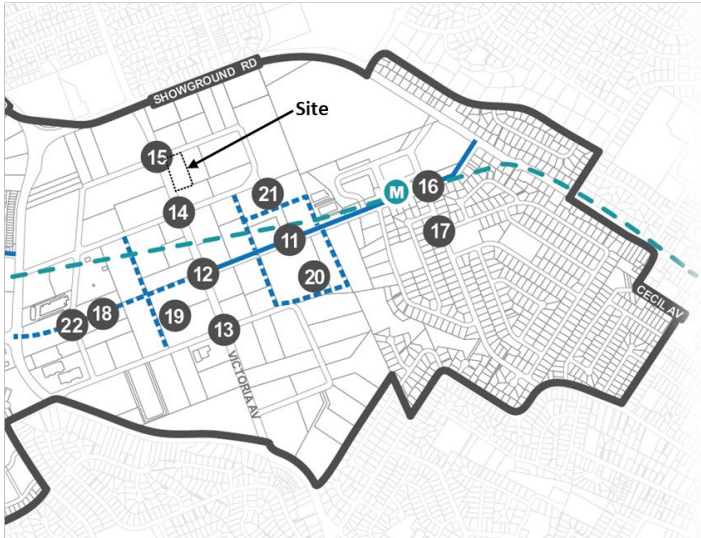 SHOWGROUND RD
Site
15
14
21
M
16
11
17
12
20
CECIL AV
18
19
22
13
VICTORIA AV